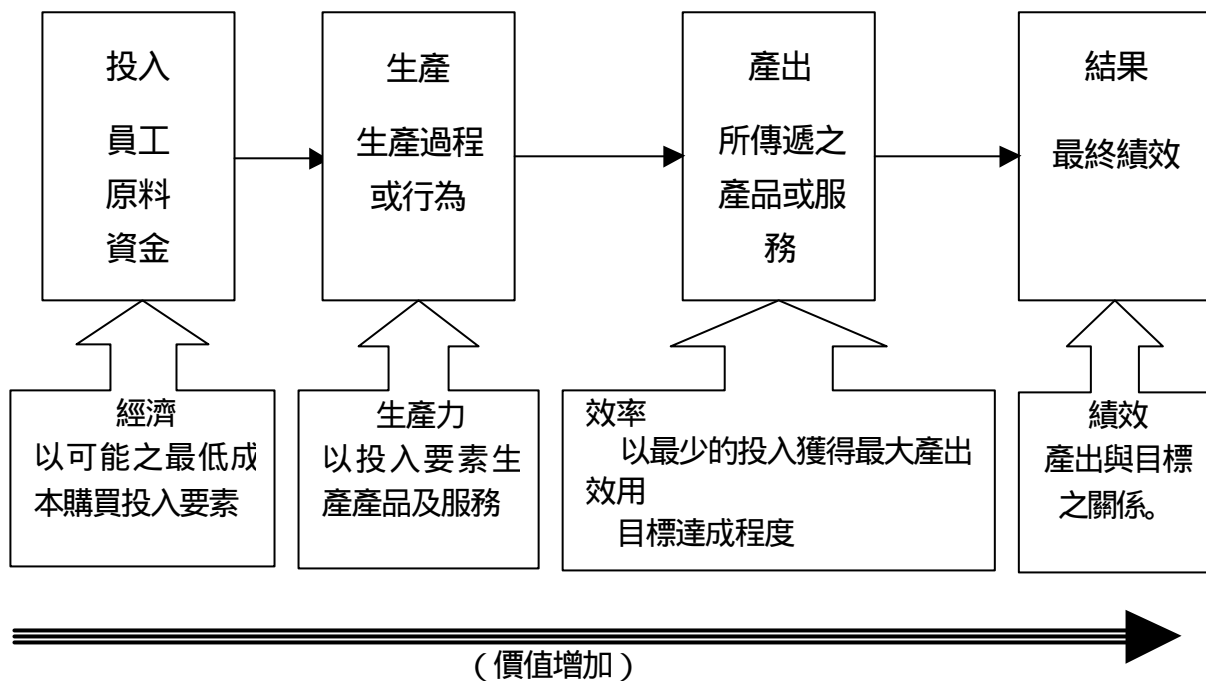 投入
員工
原料
資金
生產
生產過程
或行為
產出
所傳遞之
產品或服
務
結果
最終績效
經濟
以可能之最低成
本購買投入要素
生產力
以投入要素生
產產品及服務
效率
以最少的投入獲得最大產出
效用
目標達成程度
績效
產出與目標
之關係。
（價值增加）